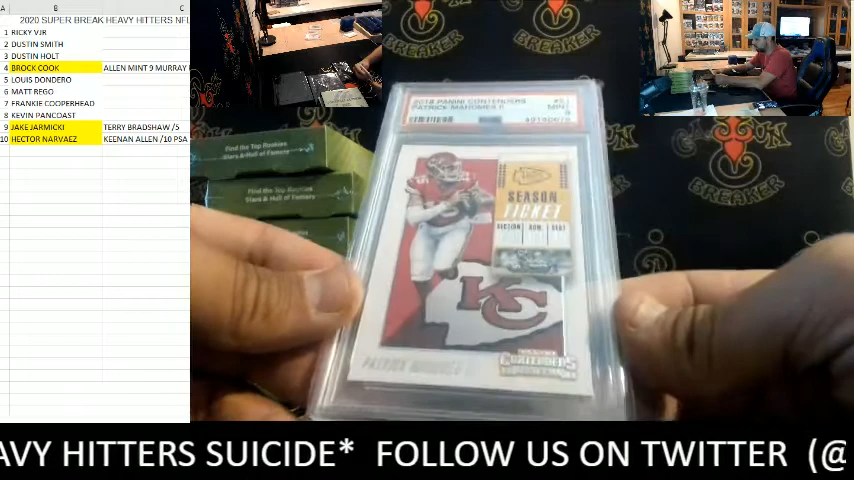 A B C
2020 SUPER BREAK HEAVY HITTERS NFL
1 RICKY VJR
2 DUSTIN SMITH
3 DUSTIN HOLT
4 BROCK COOK ALLEN MINT 9 MURRAY
5 LOUIS DONDERO
6 MATT REGO
7 FRANKIE COOPERHEAD
8 KEVIN PANCOAST
9 JAKE JARMICKI TERRY BRADSHAW /5
10 HECTOR NARVAEZ KEENAN ALLEN /10 PSA
BREAKER
BREAKER
Find the Top Rookies
Stars & Hall of Famers
Find the Top Rookies
Stars & Hall of Famers
2018 PANINI CONTENDERS #51
PATRICK MAHOMES II MINT
9
SEASON
TICKET
SECTION ROW SEAT
KC
PATRICK MAHOMES
CONTENDERS
BREAKER
AVY HITTERS SUICIDE* FOLLOW US ON TWITTER (@